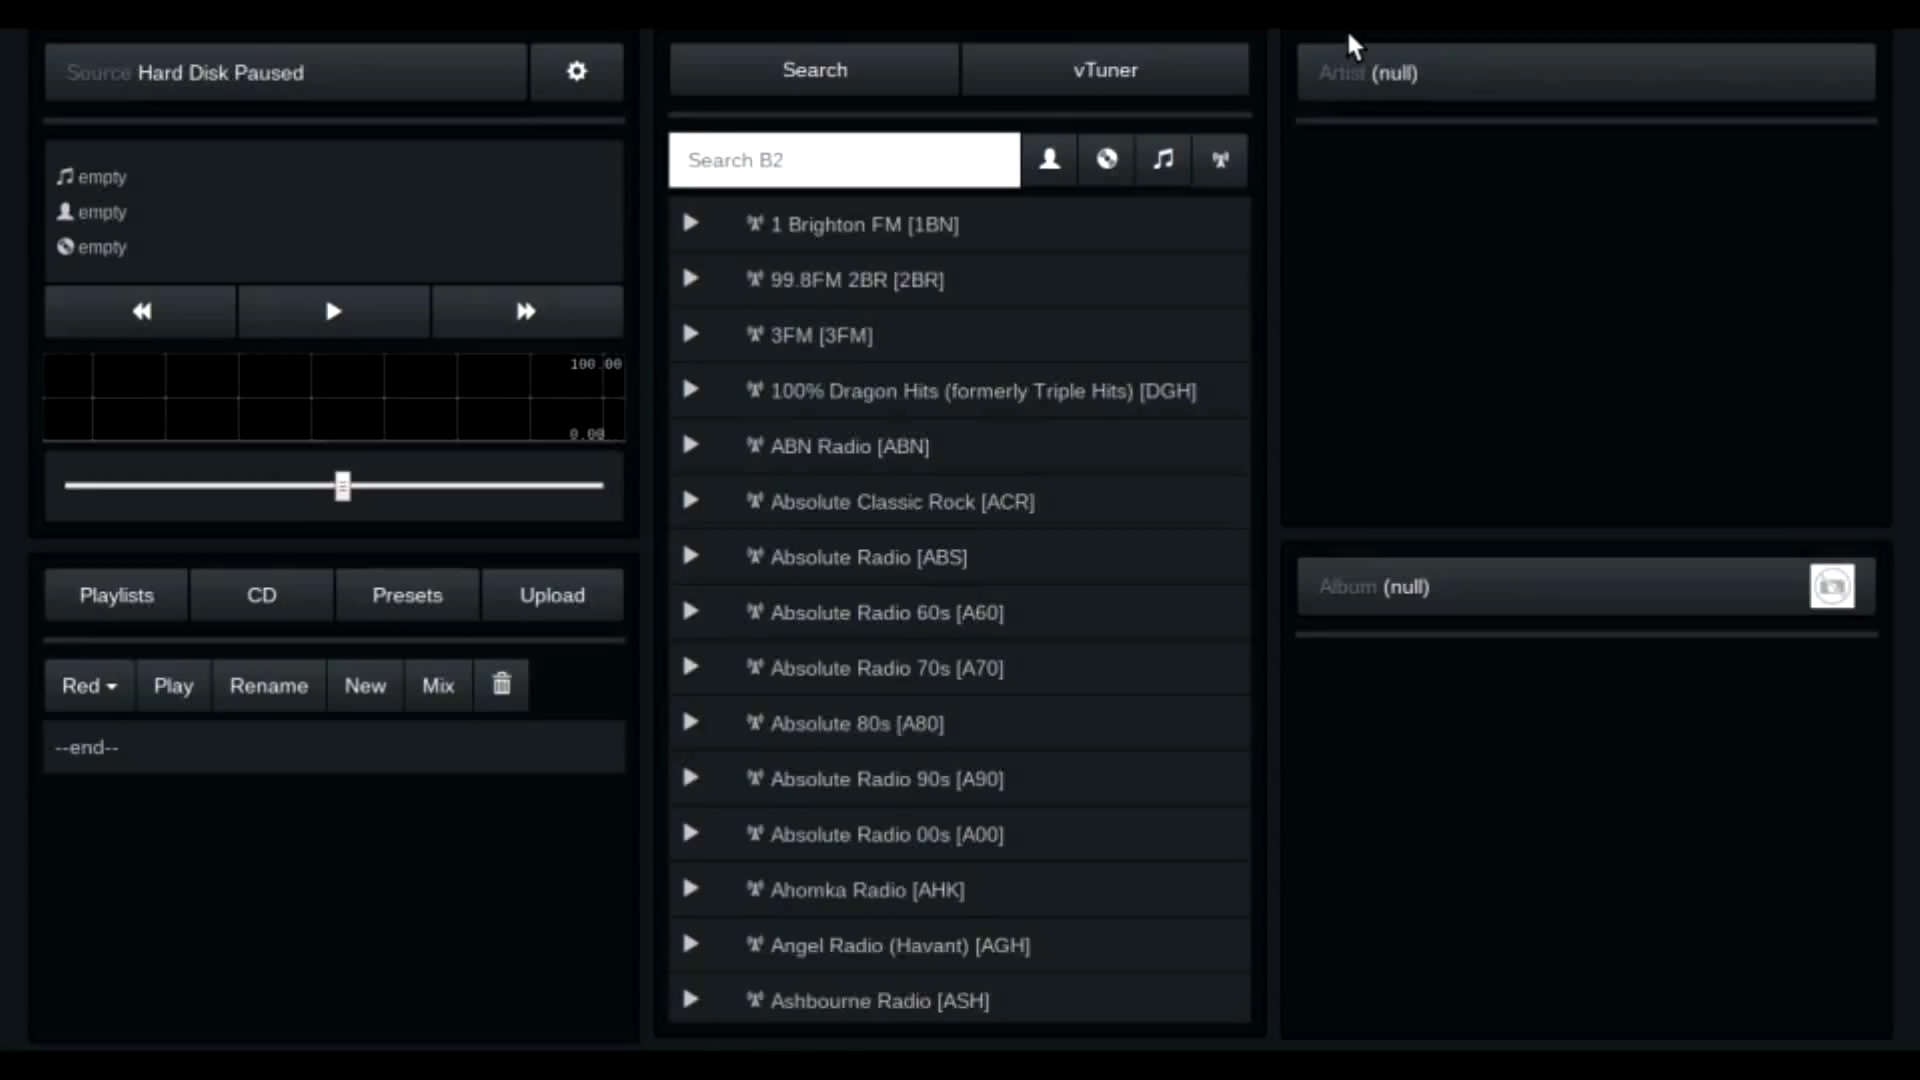 Source Hard Disk Paused
empty
empty
empty
100.00
0.00
Playlists CD Presets Upload
Red Play Rename New Mix
--end--
Search vTuner
Search B2
1 Brighton FM [1BN]
99.8FM 2BR [2BR]
3FM [3FM]
100% Dragon Hits (formerly Triple Hits) [DGH]
ABN Radio [ABN]
Absolute Classic Rock [ACR]
Absolute Radio [ABS]
Absolute Radio 60s [A60]
Absolute Radio 70s [A70]
Absolute 80s [A80]
Absolute Radio 90s [A90]
Absolute Radio 00s [A00]
Ahomka Radio [AHK]
Angel Radio (Havant) [AGH]
Ashbourne Radio [ASH]
Artist (null)
Album (null)